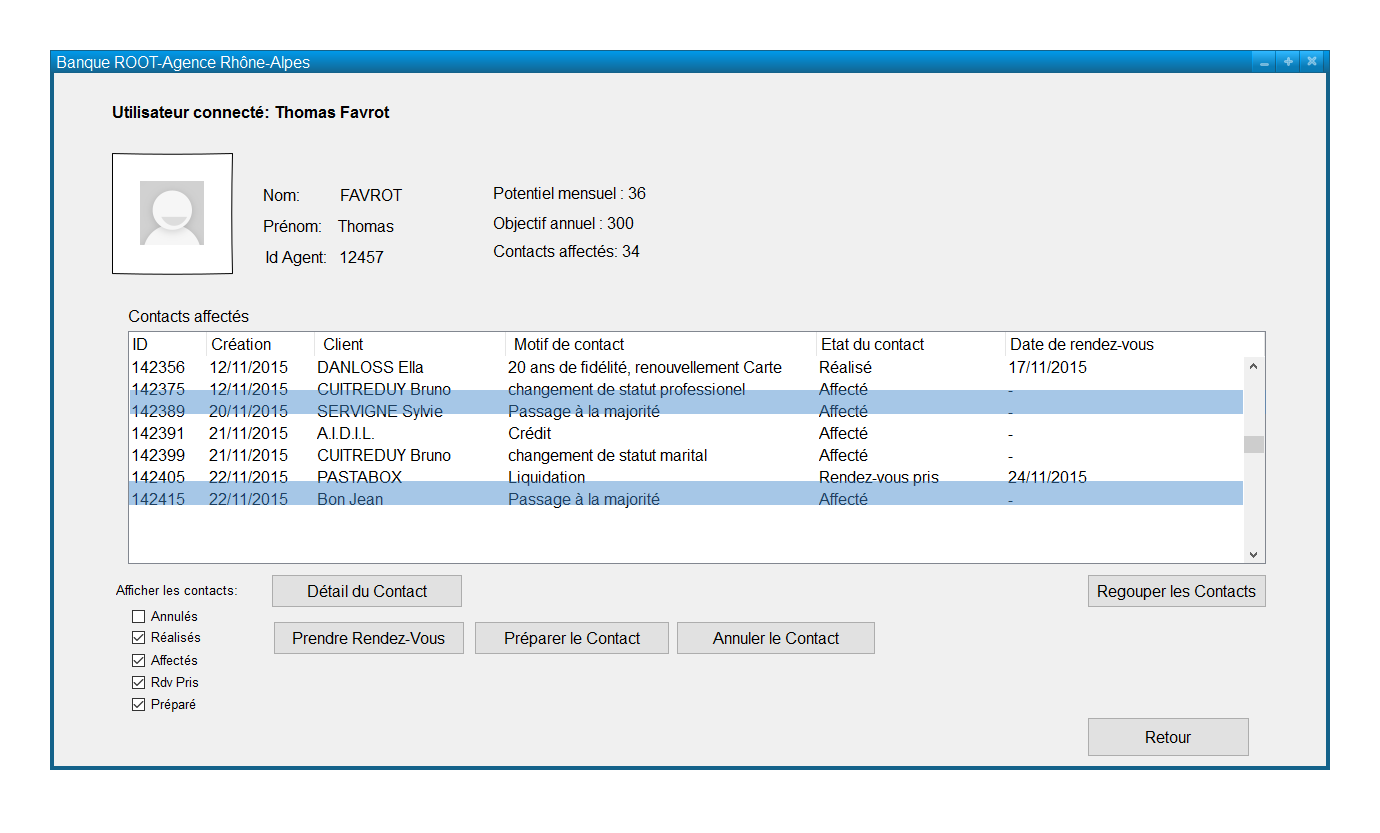 Banque ROOT-Agence Rhône-Alpes
Utilisateur connecté: Thomas Favrot
Nom: FAVROT
Prénom: Thomas
Id Agent: 12457
Potentiel mensuel : 36
Objectif annuel : 300
Contacts affectés: 34
Contacts affectés
ID Création Client Motif de contact Etat du contact Date de rendez-vous
142356 12/11/2015 DANLOSS Ella 20 ans de fidélité, renouvellement Carte Réalisé 17/11/2015
142375 12/11/2015 CUITREDUY Bruno changement de statut professionel Affecté -
142389 20/11/2015 SERVIGNE Sylvie Passage à la majorité Affecté -
142391 21/11/2015 A.I.D.I.L. Crédit Affecté -
142399 21/11/2015 CUITREDUY Bruno changement de statut marital Affecté -
142405 22/11/2015 PASTABOX Liquidation Rendez-vous pris 24/11/2015
142415 22/11/2015 Bon Jean Passage à la majorité Affecté -
Afficher les contacts:
Annulés
Réalisés
Affectés
Rdv Pris
Préparé
Détail du Contact
Regouper les Contacts
Prendre Rendez-Vous
Préparer le Contact
Annuler le Contact
Retour